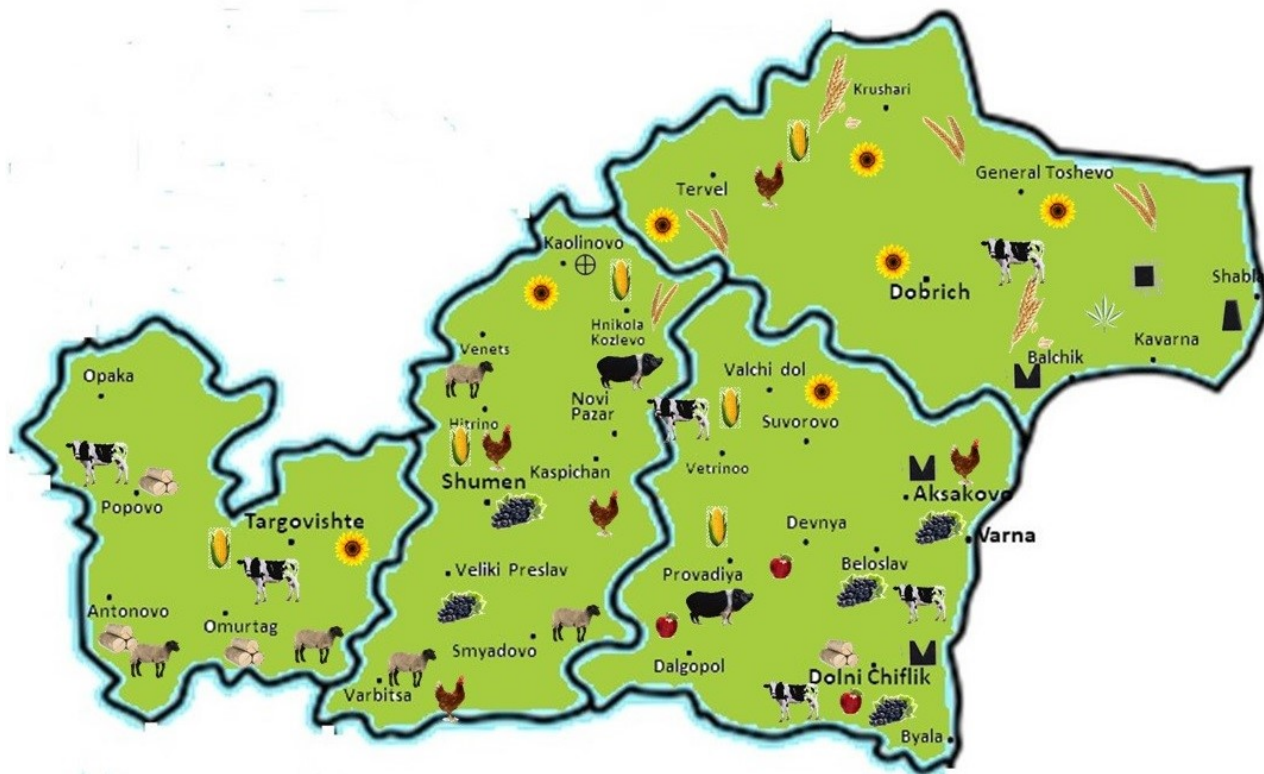 Krushari
General Toshevo
Tervel
Kaolinovo
Dobrich
Shabla
Hnikola
Kozlevo
Venets
Kavarna
Balchik
Opaka
Valchi dol
Novi
Pazar
Hitrino
Suvorovo
Vetrinoo
Kaspichan
Shumen
Aksakovo
Popovo
Targovishte
Devnya
Varna
Beloslav
Veliki Preslav
Provadiya
Antonovo
Omurtag
Smyadovo
Dalgopol
Dolni Chiflik
Varbitsa
Byala